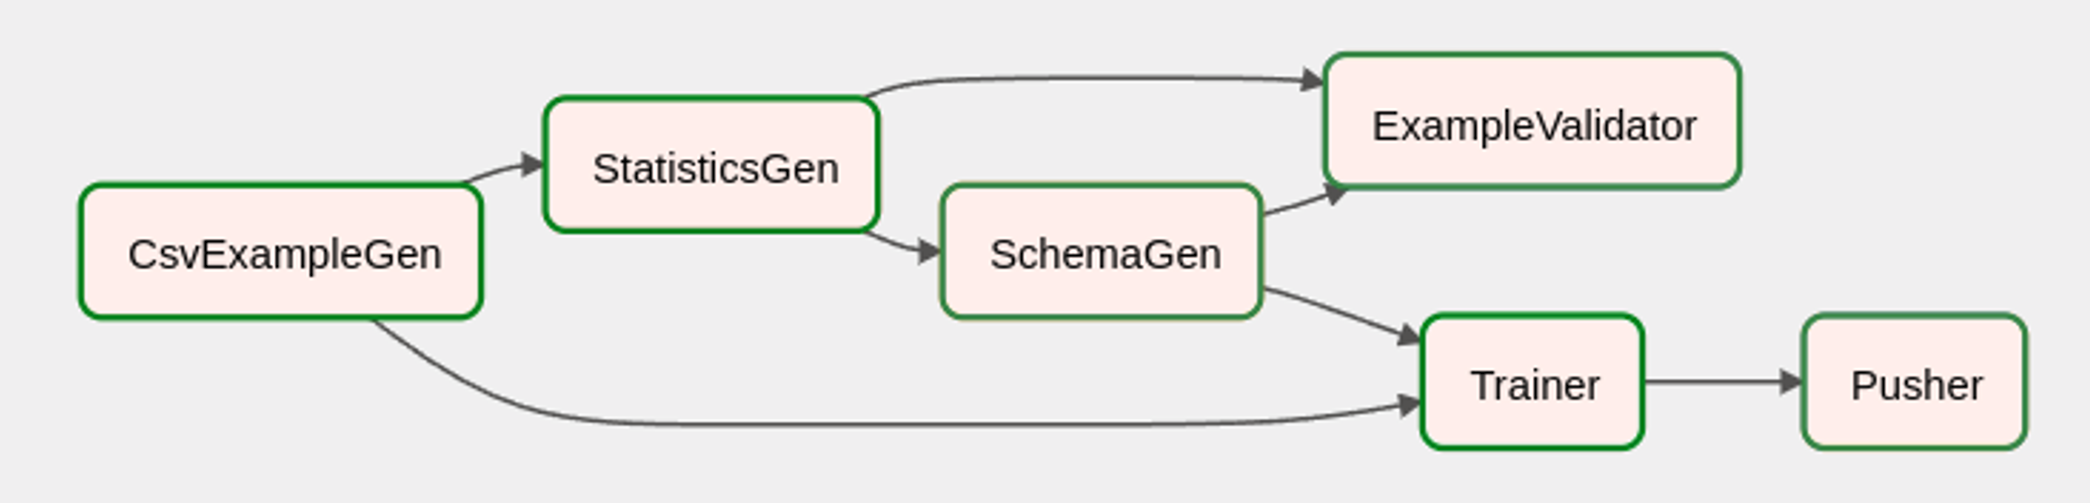 CsvExampleGen
StatisticsGen
SchemaGen
ExampleValidator
Trainer
Pusher